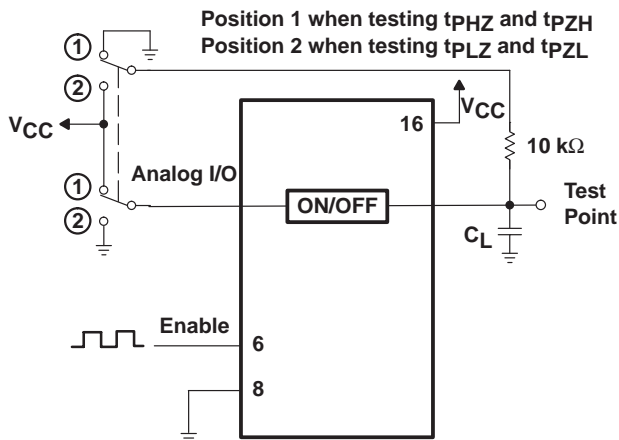 Position 1 when testing tPHZ and tPZH
Position 2 when testing tPLZ and tPZL
1
2
VCC
16
VCC
10 kΩ
1
Analog I/O
2
ON/OFF
Test
Point
CL
Enable
6
8